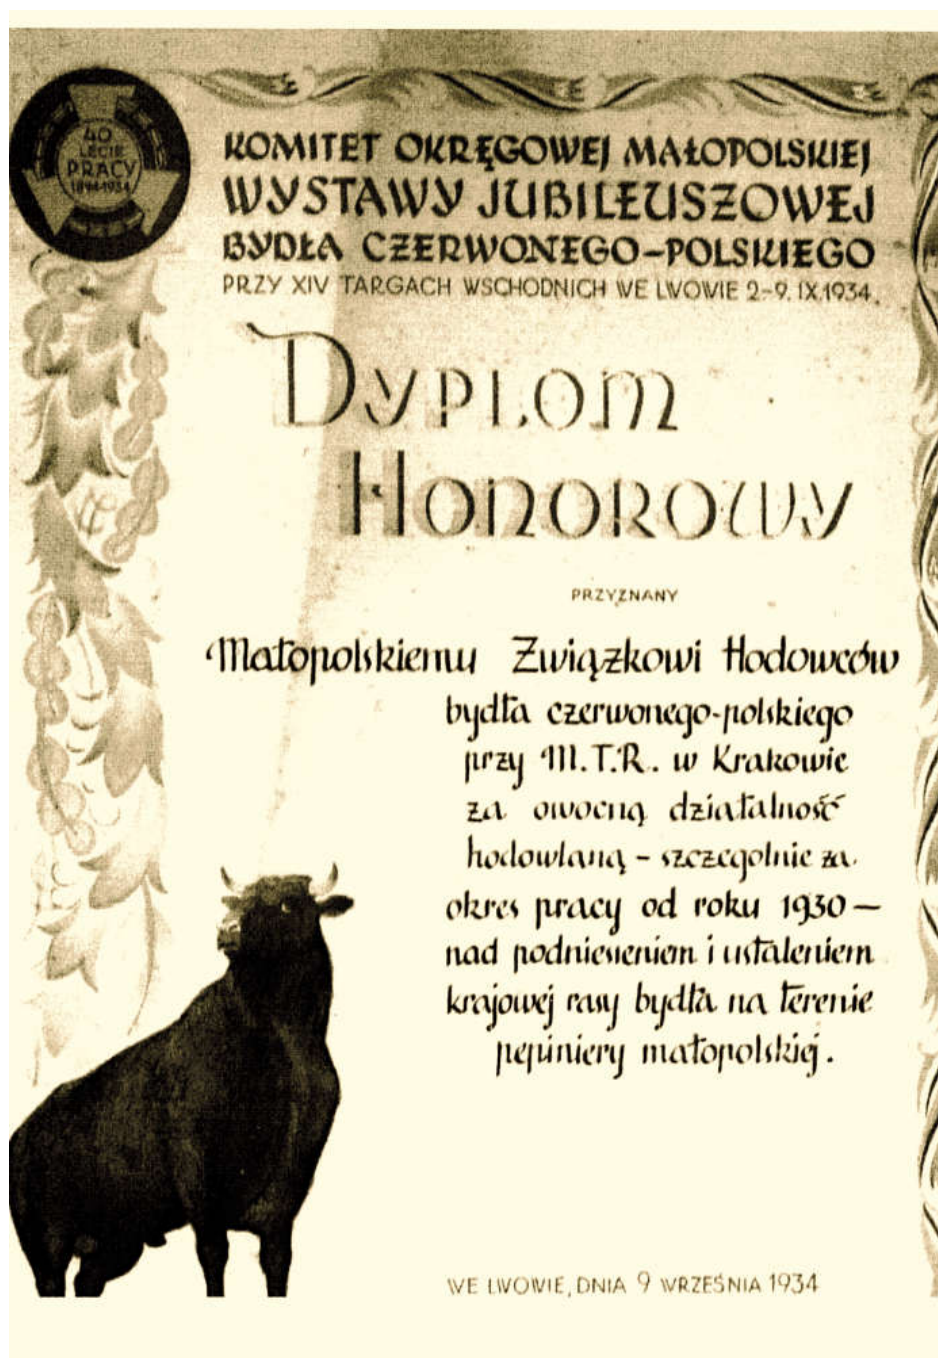 40
LECIE
PRACY
1894-1934
KOMITET OKRĘGOWEJ MAŁOPOLSKIEJ
WYSTAWY JUBILEUSZOWEJ
BYDŁA CZERWONEGO-POLSKIEGO
PRZY XIV TARGACH WSCHODNICH WE LWOWIE 2-9. IX.1934.
DYPLOM
HONOROWY
PRZYZNANY
Małopolskiemu Związkowi Hodowców
bydła czerwonego-polskiego
przy M.T.R. w Krakowie
za owocną działalność
hodowlaną - szczegolnie za
okres pracy od roku 1930 —
nad podniesieniem i ustaleniem
krajowej rasy bydła na terenie
pepiniery małopolskiej.
WE LWOWIE, DNIA 9 WRZEŚNIA 1934